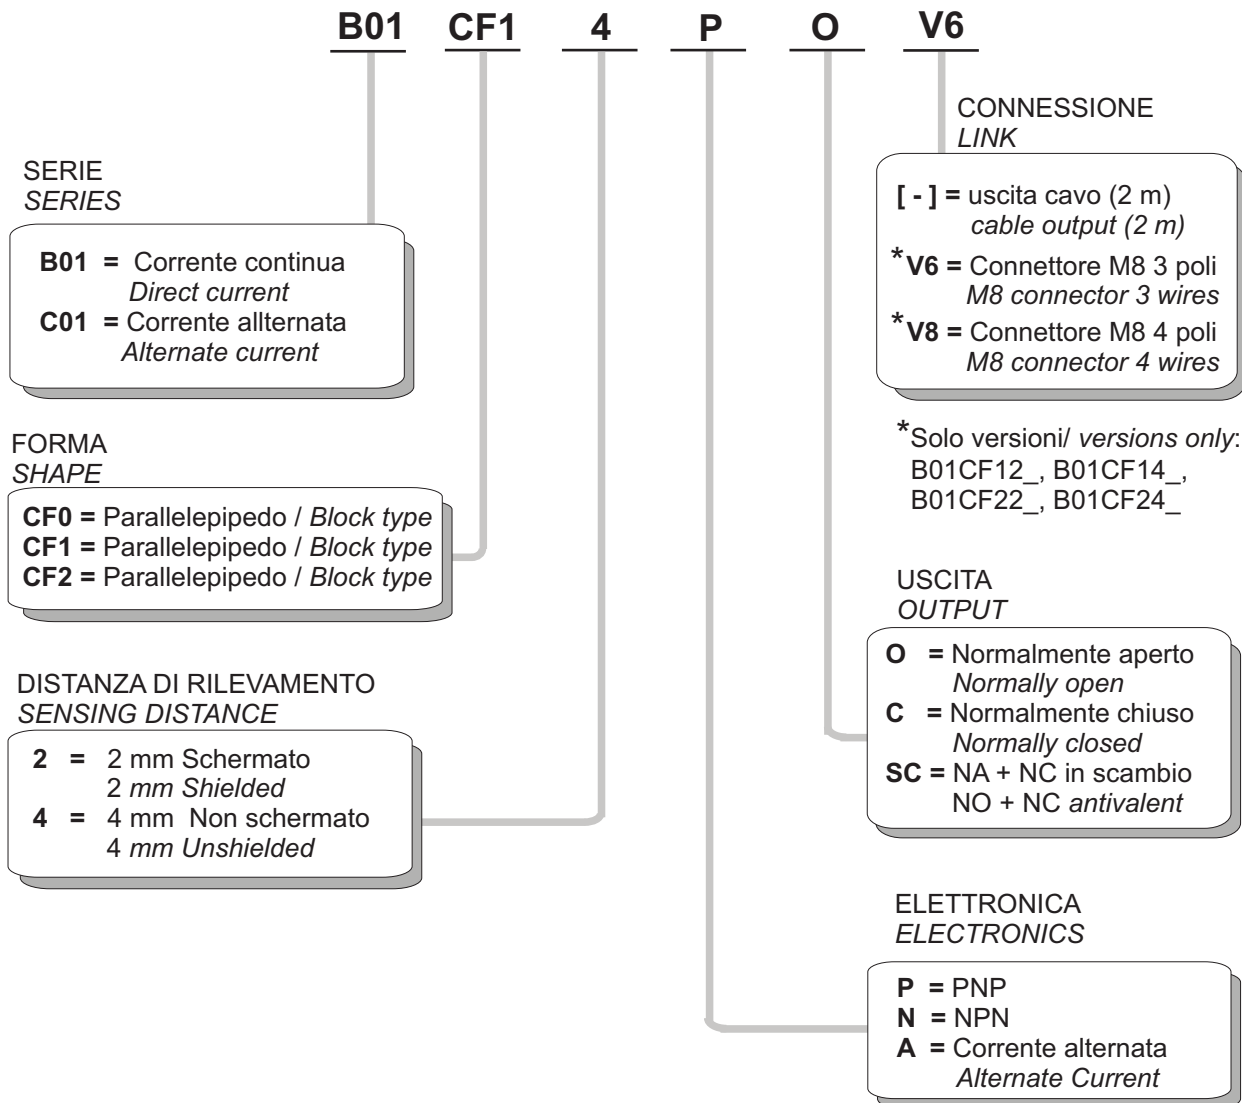 B01 CF1 4 P O V6
SERIE
SERIES
B01 = Corrente continua
Direct current
C01 = Corrente allternata
Alternate current
FORMA
SHAPE
CF0 = Parallelepipedo / Block type
CF1 = Parallelepipedo / Block type
CF2 = Parallelepipedo / Block type
DISTANZA DI RILEVAMENTO
SENSING DISTANCE
2 = 2 mm Schermato
2 mm Shielded
4 = 4 mm Non schermato
4 mm Unshielded
CONNESSIONE
LINK
[ - ] = uscita cavo (2 m)
cable output (2 m)
*V6 = Connettore M8 3 poli
M8 connector 3 wires
*V8 = Connettore M8 4 poli
M8 connector 4 wires
*Solo versioni/ versions only:
B01CF12_, B01CF14_,
B01CF22_, B01CF24_
USCITA
OUTPUT
O = Normalmente aperto
Normally open
C = Normalmente chiuso
Normally closed
SC = NA + NC in scambio
NO + NC antivalent
ELETTRONICA
ELECTRONICS
P = PNP
N = NPN
A = Corrente alternata
Alternate Current